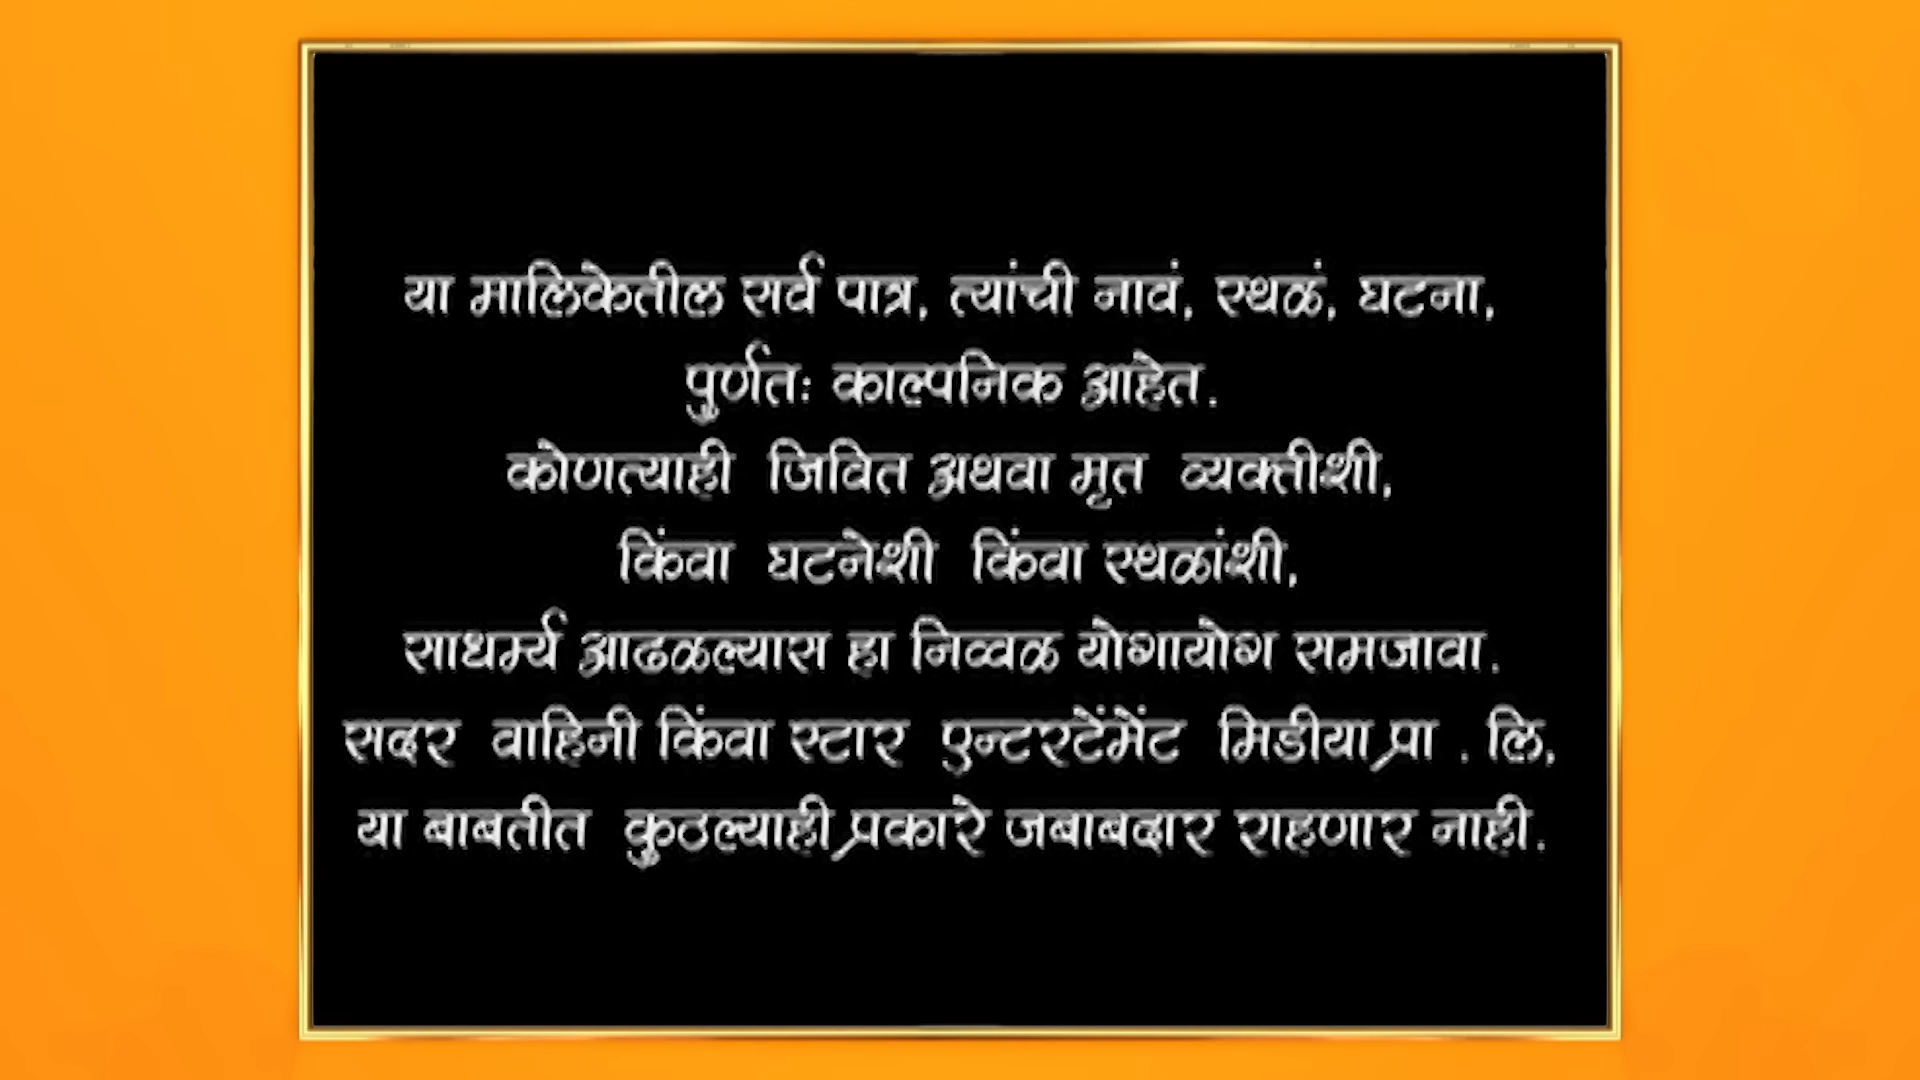 या मालिकेतील सर्व पात्र, त्यांची नावं, स्थळं, घटना,
पुर्णतः काल्पनिक आहेत.
कोणत्याही जिवित अथवा मृत व्यक्तीशी,
किंवा घटनेशी किंवा स्थळांशी,
साधर्म्य आढळल्यास हा निव्वळ योगायोग समजावा.
सदर वाहिनी किंवा स्टार एन्टरटेंमेंट मिडीया प्रा . लि,
या बाबतीत कुठल्याही प्रकारे जबाबदार राहणार नाही.